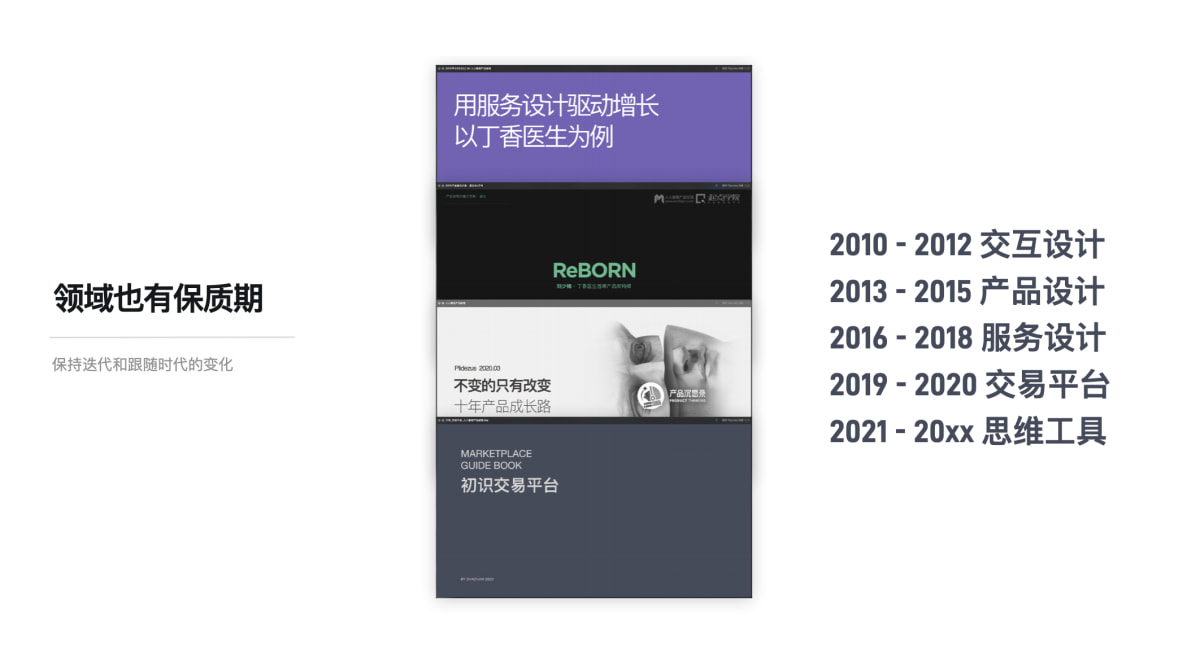 领域也有保质期
保持迭代和跟随时代的变化
用服务设计驱动增长
以丁香医生为例
ReBORN
Plidezus 2020.03
不变的只有改变
十年产品成长路
产品沉思录
PRODUCT THINKING
MARKETPLACE
GUIDE BOOK
初识交易平台
2010 - 2012 交互设计
2013 - 2015 产品设计
2016 - 2018 服务设计
2019 - 2020 交易平台
2021 - 20xx 思维工具